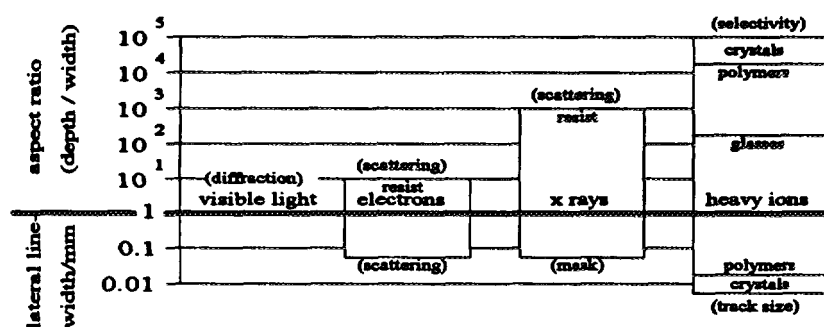 aspect ratio
(depth / width)
lateral line-
width/mm
10 5
10 4
10 3
10 2
10 1
1
0.1
0.01
(diffraction)
visible light
(scattering)
resist
electrons
(scattering)
(scattering)
resist
x rays
(mask)
(selectivity)
crystals
polymers
glasses
heavy ions
polymers
crystals
(track size)